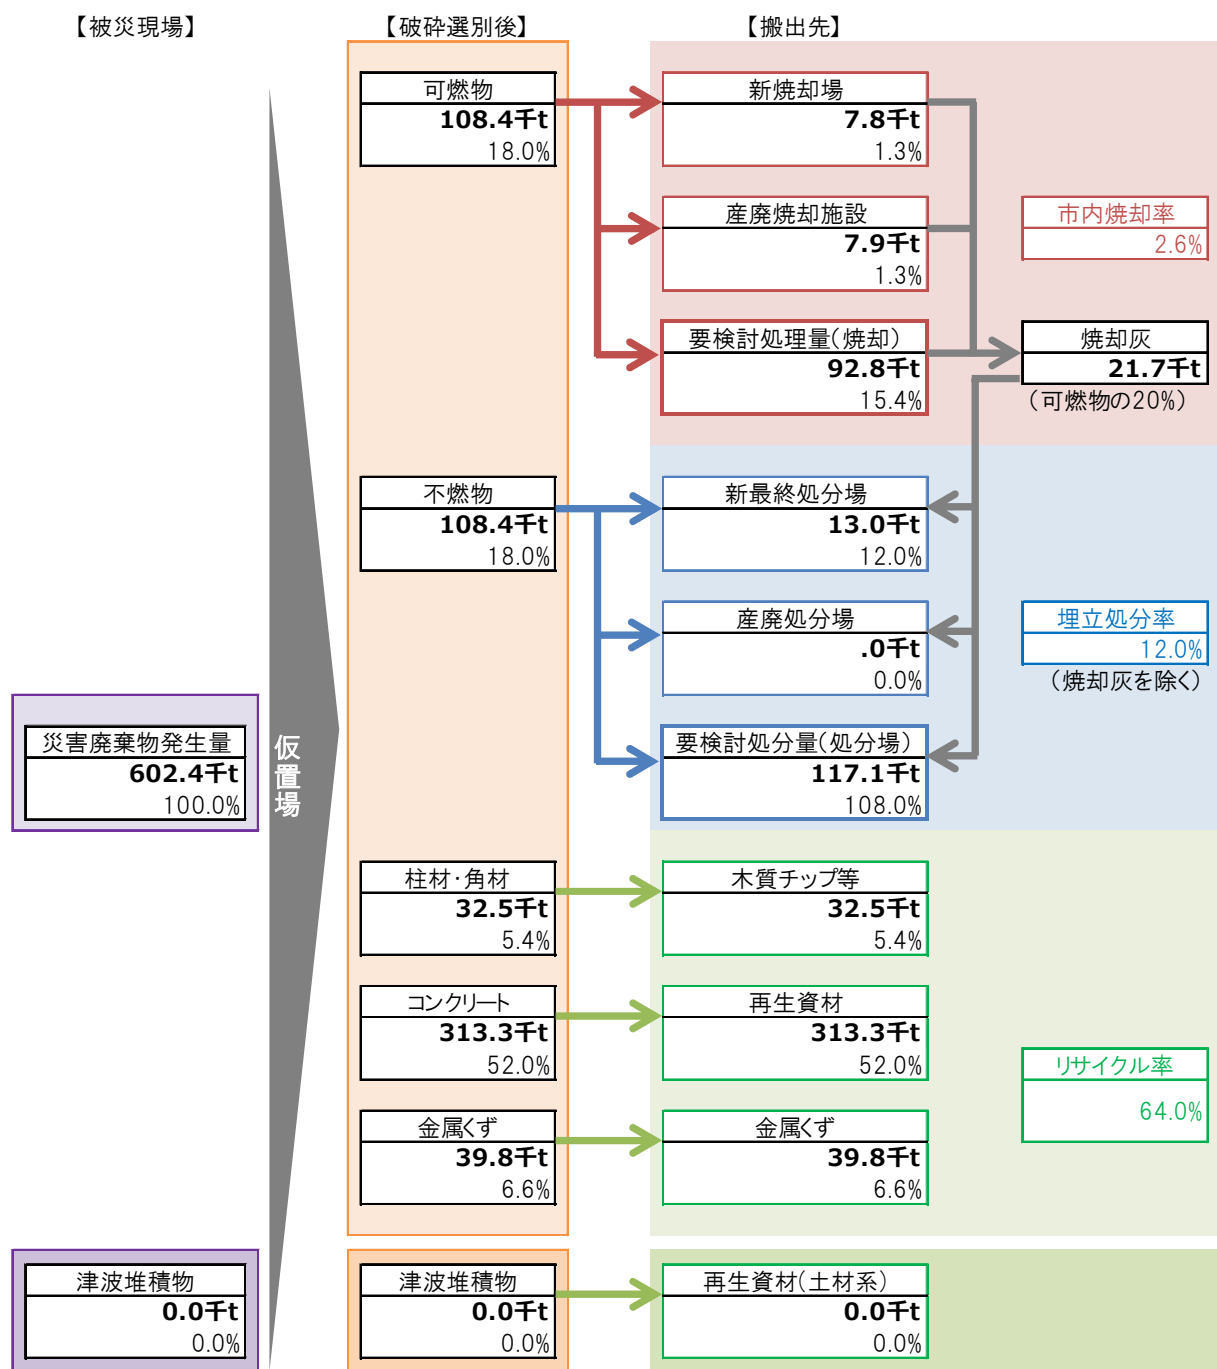 【被災現場】
【破砕選別後】
【搬出先】
可燃物
108.4千t
18.0%
新焼却場
7.8千t
1.3%
産廃焼却施設
7.9千t
1.3%
市内焼却率
2.6%
要検討処理量(焼却)
92.8千t
15.4%
焼却灰
21.7千t
(可燃物の20%)
不燃物
108.4千t
18.0%
新最終処分場
13.0千t
12.0%
産廃処分場
.0千t
0.0%
埋立処分率
12.0%
(焼却灰を除く)
災害廃棄物発生量
602.4千t
100.0%
仮置場
要検討処分量(処分場)
117.1千t
108.0%
柱材・角材
32.5千t
5.4%
木質チップ等
32.5千t
5.4%
コンクリート
313.3千t
52.0%
再生資材
313.3千t
52.0%
リサイクル率
64.0%
金属くず
39.8千t
6.6%
金属くず
39.8千t
6.6%
津波堆積物
0.0千t
0.0%
津波堆積物
0.0千t
0.0%
再生資材(土材系)
0.0千t
0.0%